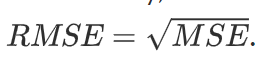 RMSE = √MSE.